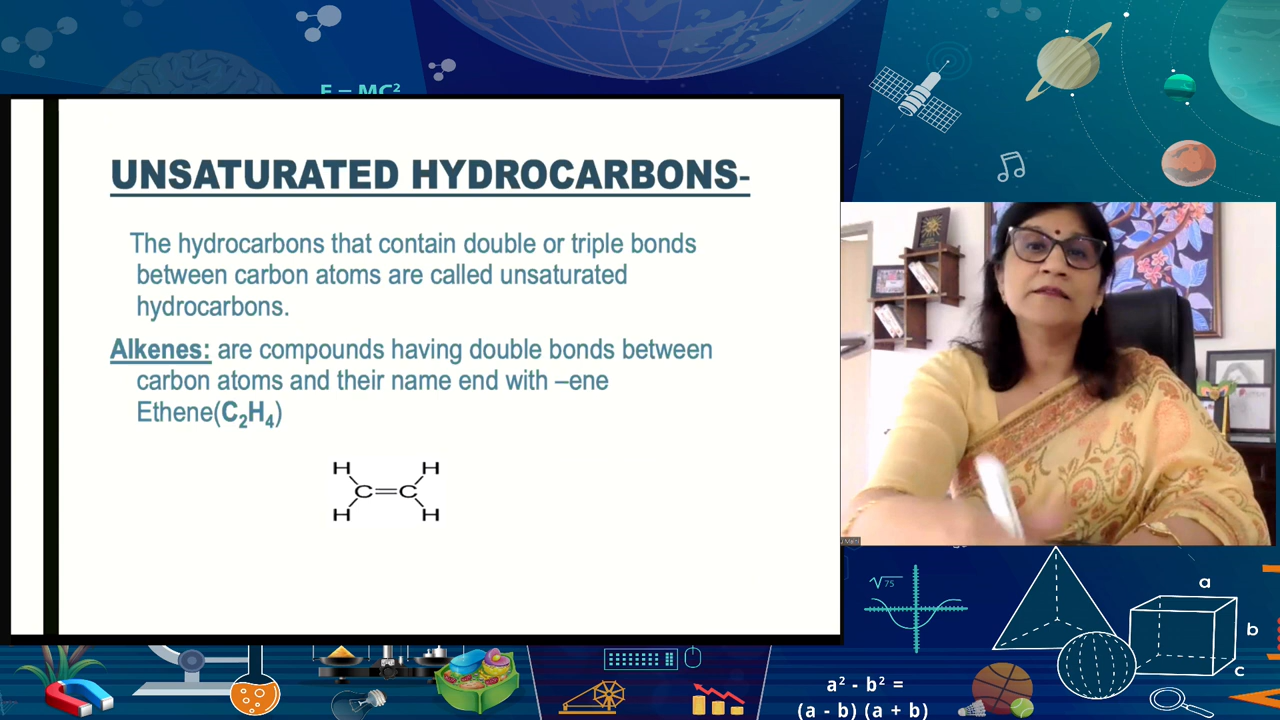 E = MC²
UNSATURATED HYDROCARBONS-
The hydrocarbons that contain double or triple bonds
between carbon atoms are called unsaturated
hydrocarbons.
Alkenes: are compounds having double bonds between
carbon atoms and their name end with –ene
Ethene(C₂H₄)
H H
C=C
H H
√75
a
b
c
a² - b² =
(a - b) (a + b)